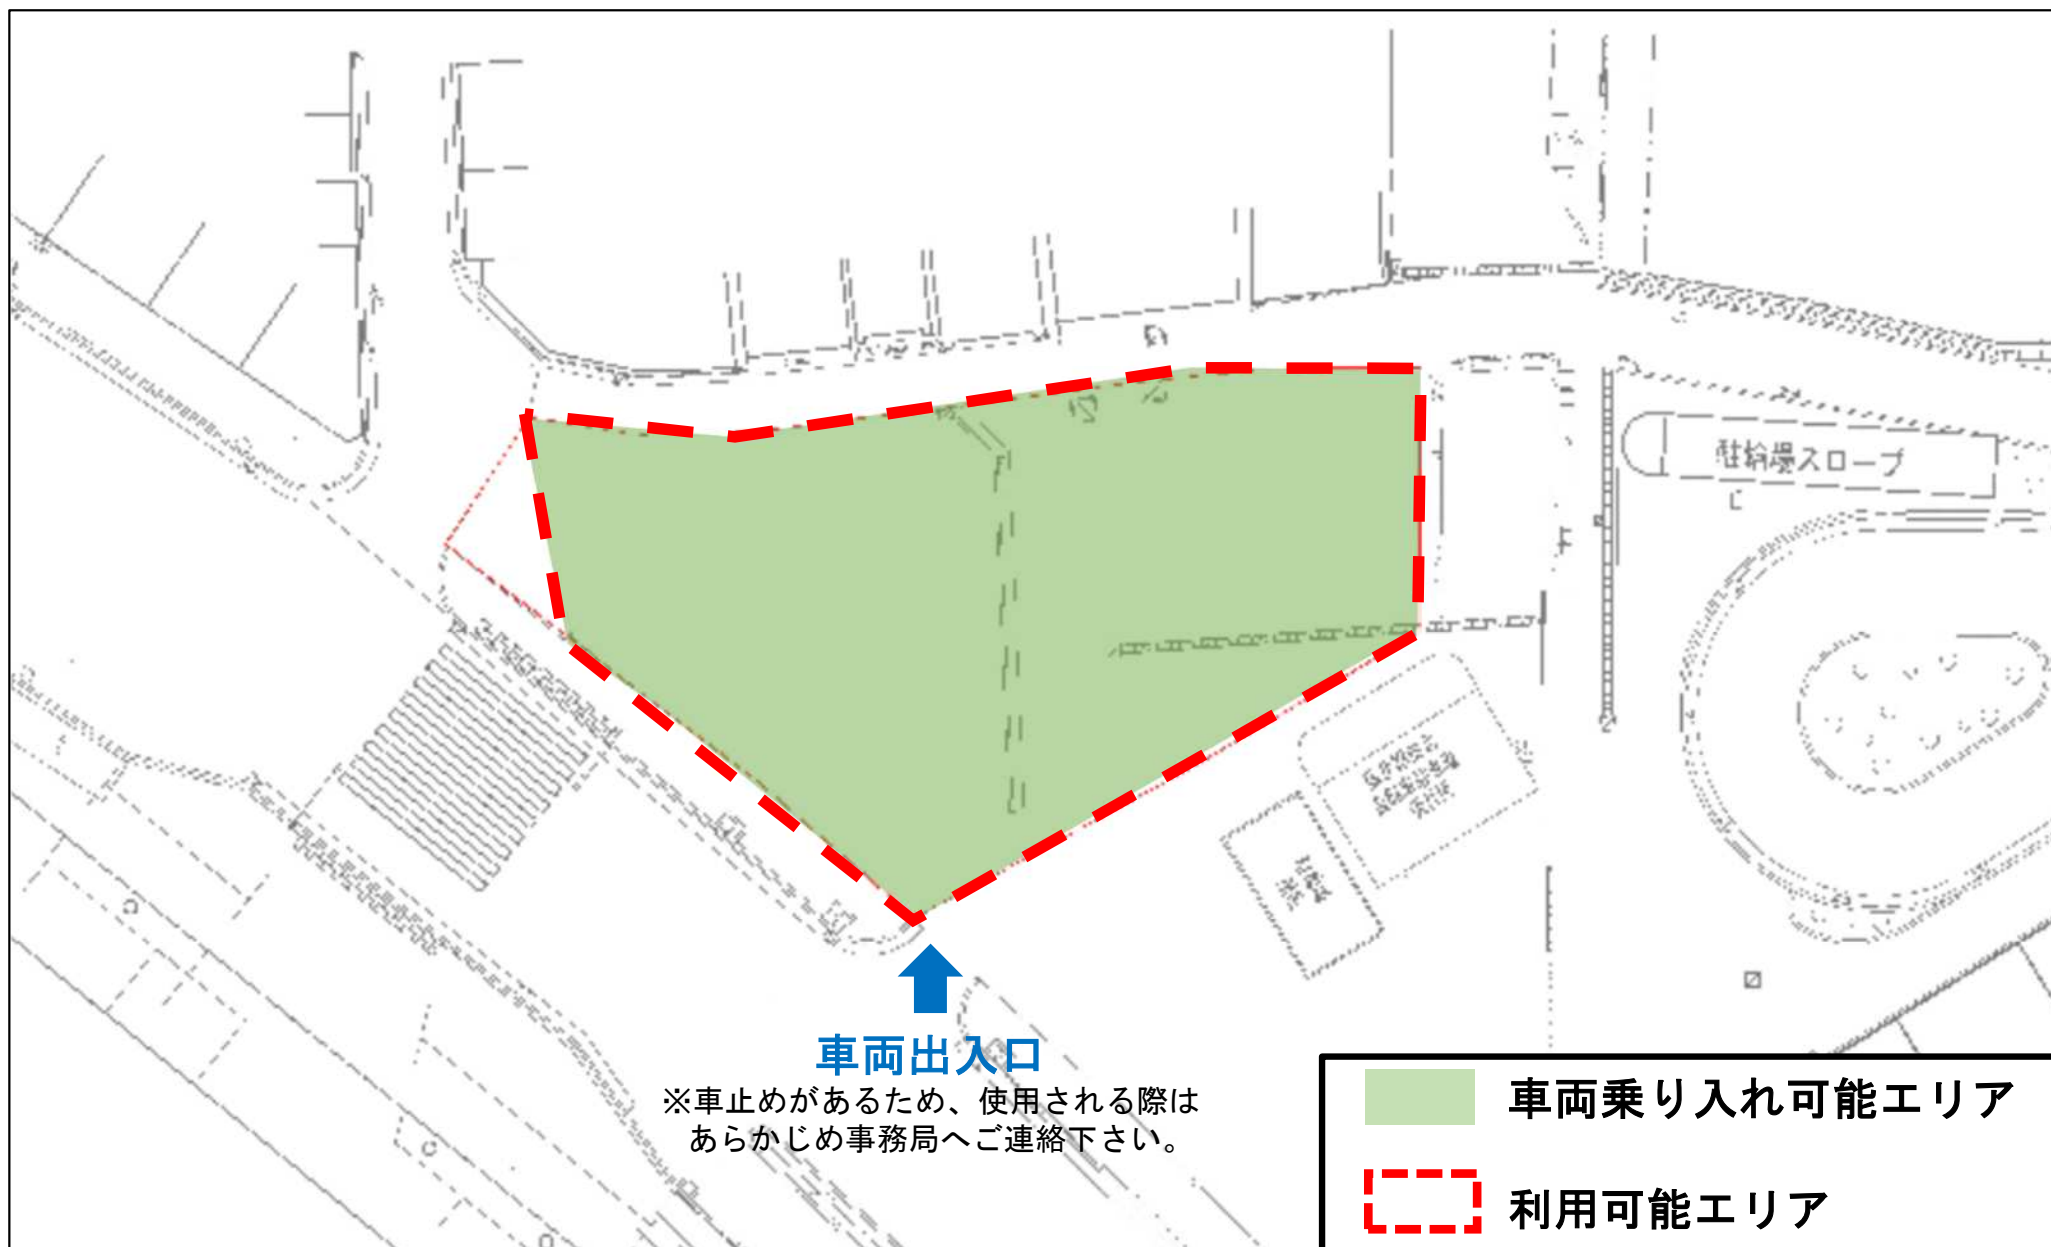 駐輪場スロープ
車両出入口
※車止めがあるため、使用される際は
あらかじめ事務局へご連絡下さい。
車両乗り入れ可能エリア
利用可能エリア